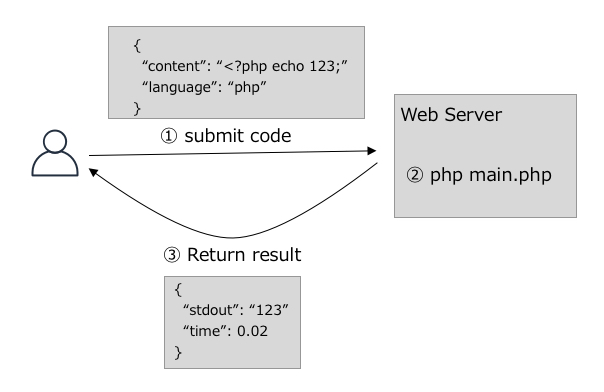 {
“content”: “<?php echo 123;”
“language”: “php”
}
① submit code
Web Server
② php main.php
③ Return result
{
“stdout”: “123”
“time”: 0.02
}